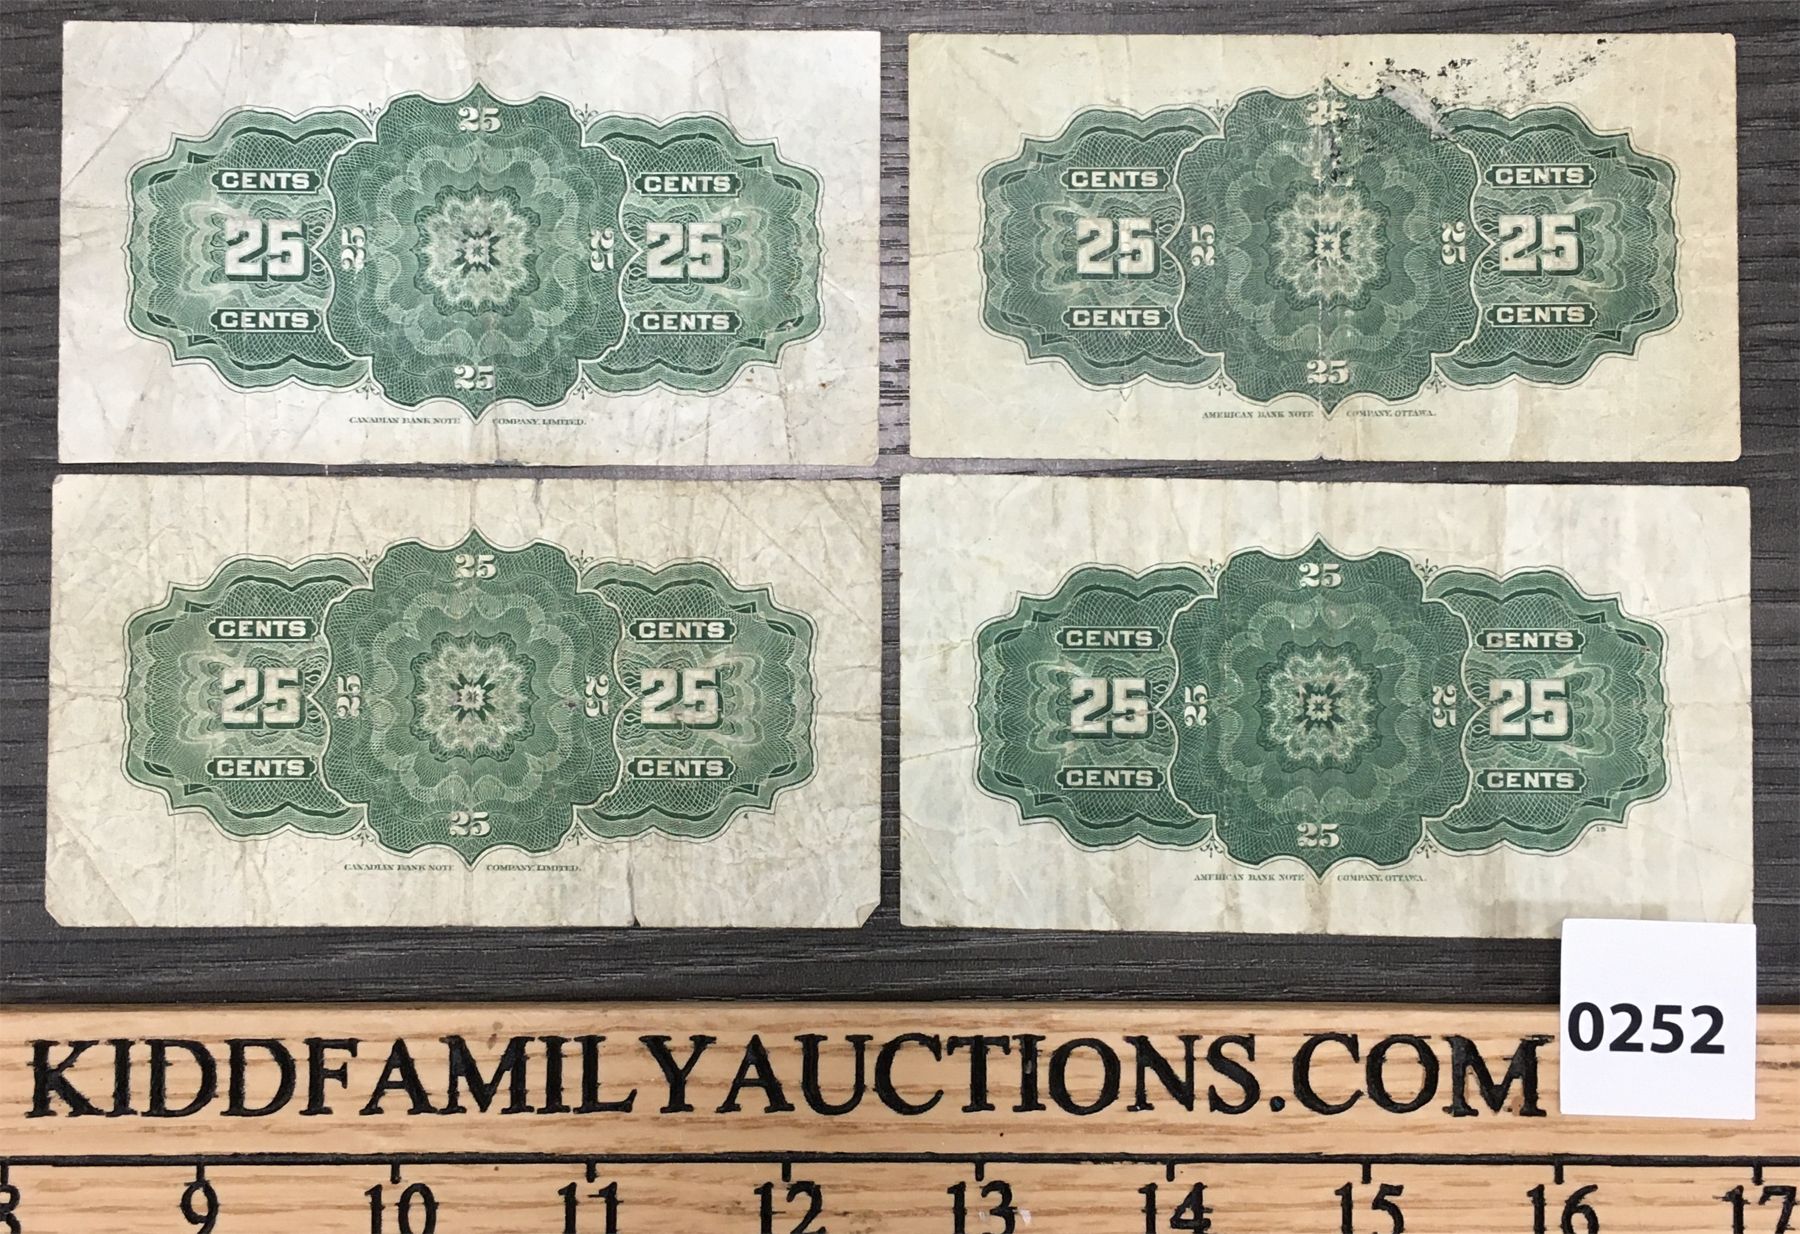 25
CENTS CENTS
25 25 25 25
CENTS CENTS
25
CANADIAN BANK NOTE COMPANY, LIMITED.
CENTS CENTS
25 25 25 25
CENTS CENTS
25
AMERICAN BANK NOTE COMPANY, OTTAWA.
25
CENTS CENTS
25 25 25 25
CENTS CENTS
25
4
CANADIAN BANK NOTE COMPANY, LIMITED.
25
CENTS CENTS
25 25 25 25
CENTS CENTS
25
18
AMERICAN BANK NOTE COMPANY, OTTAWA.
0252
KIDDFAMILYAUCTIONS.COM
8 9 10 11 12 13 14 15 16 17